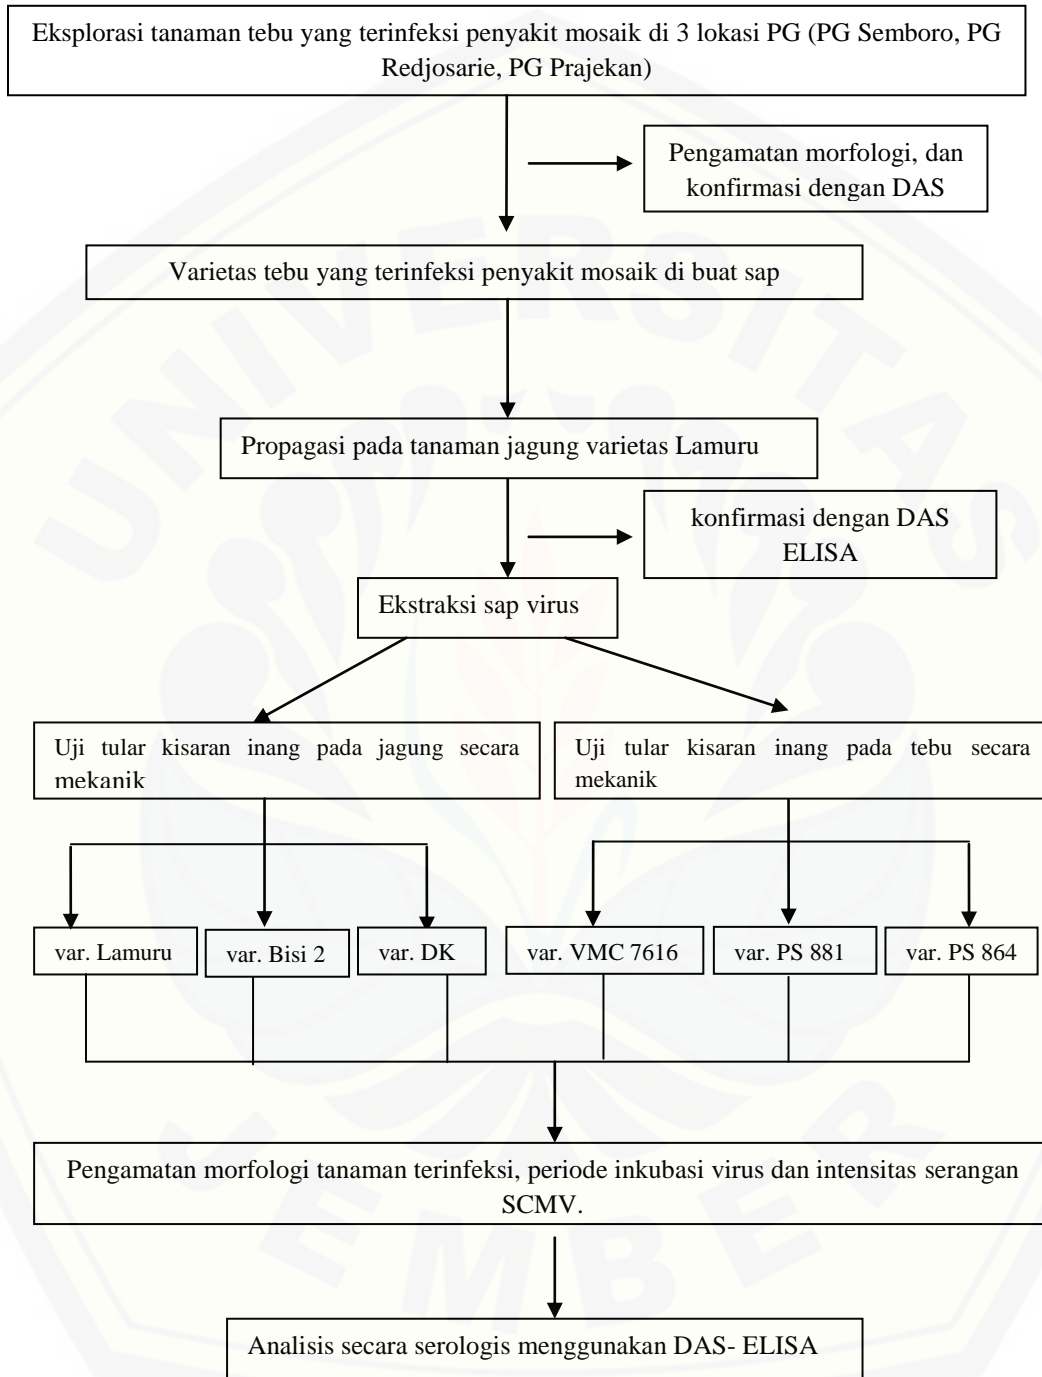 Eksplorasi tanaman tebu yang terinfeksi penyakit mosaik di 3 lokasi PG (PG Semboro, PG
Redjosarie, PG Prajekan)
Pengamatan morfologi, dan
konfirmasi dengan DAS
Varietas tebu yang terinfeksi penyakit mosaik di buat sap
Propagasi pada tanaman jagung varietas Lamuru
konfirmasi dengan DAS
ELISA
Ekstraksi sap virus
Uji tular kisaran inang pada jagung secara
mekanik
Uji tular kisaran inang pada tebu secara
mekanik
var. Lamuru
var. Bisi 2
var. DK
var. VMC 7616
var. PS 881
var. PS 864
Pengamatan morfologi tanaman terinfeksi, periode inkubasi virus dan intensitas serangan
SCMV.
Analisis secara serologis menggunakan DAS- ELISA
UNIVERSITAS
JEMBER